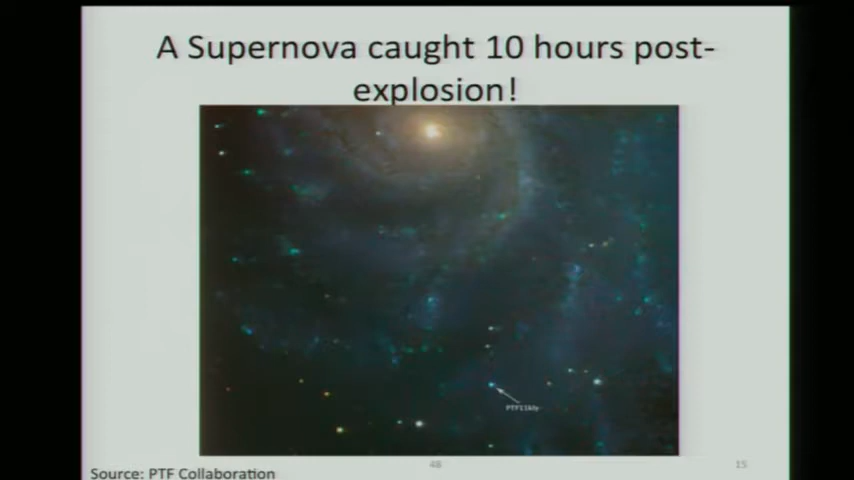 A Supernova caught 10 hours post-
explosion!
PTF11kly
Source: PTF Collaboration
48
15